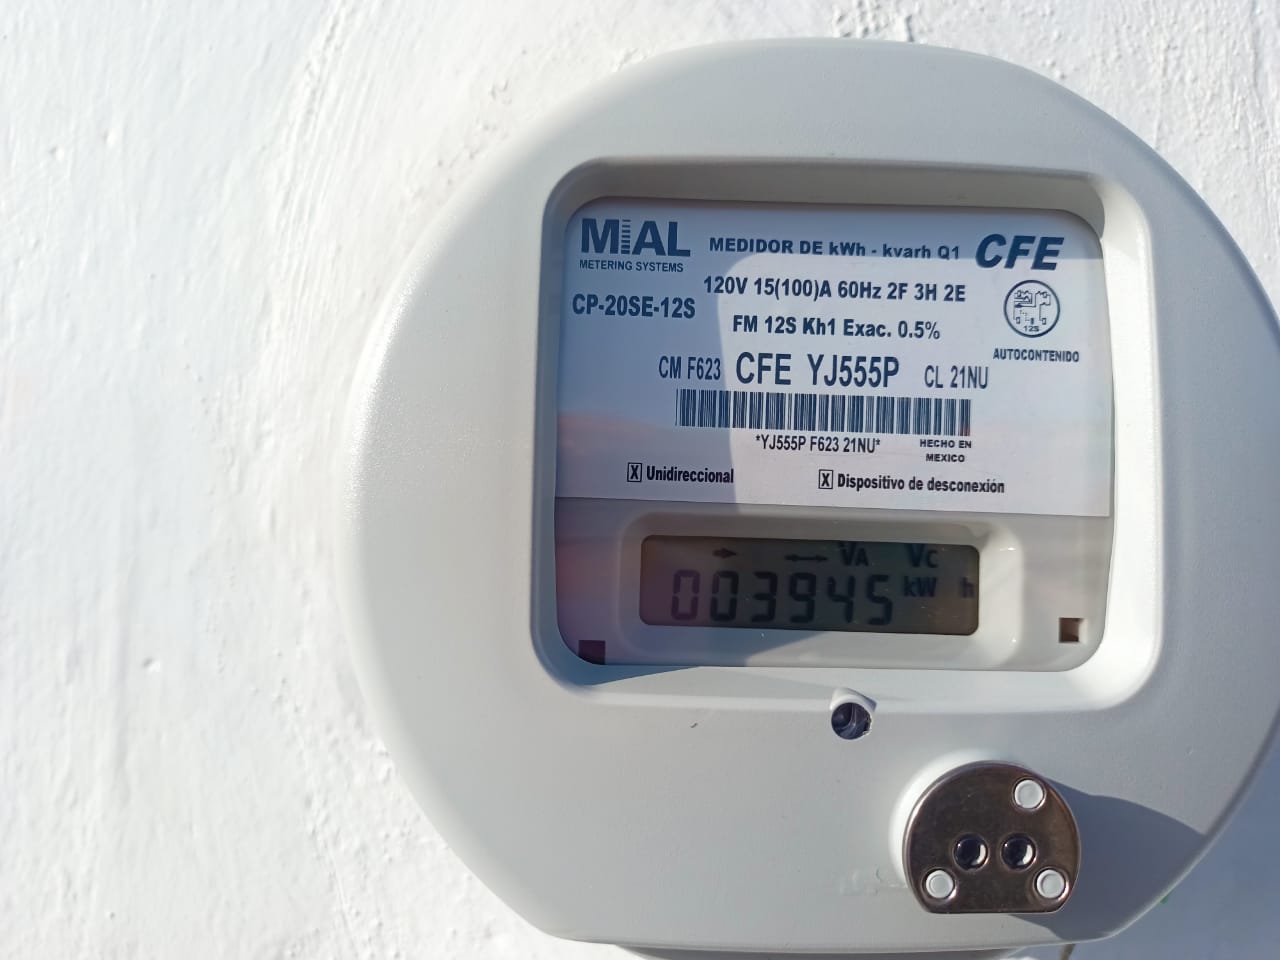 MIAL
METERING SYSTEMS
MEDIDOR DE kWh - kvarh Q1
CFE
120V 15(100)A 60Hz 2F 3H 2E
CP-20SE-12S
FM 12S Kh1 Exac. 0.5%
12S
AUTOCONTENIDO
CM F623 CFE YJ555P CL 21NU
*YJ555P F623 21NU*
HECHO EN
MEXICO
X Unidireccional
X Dispositivo de desconexión
VA VC
003945 kW h